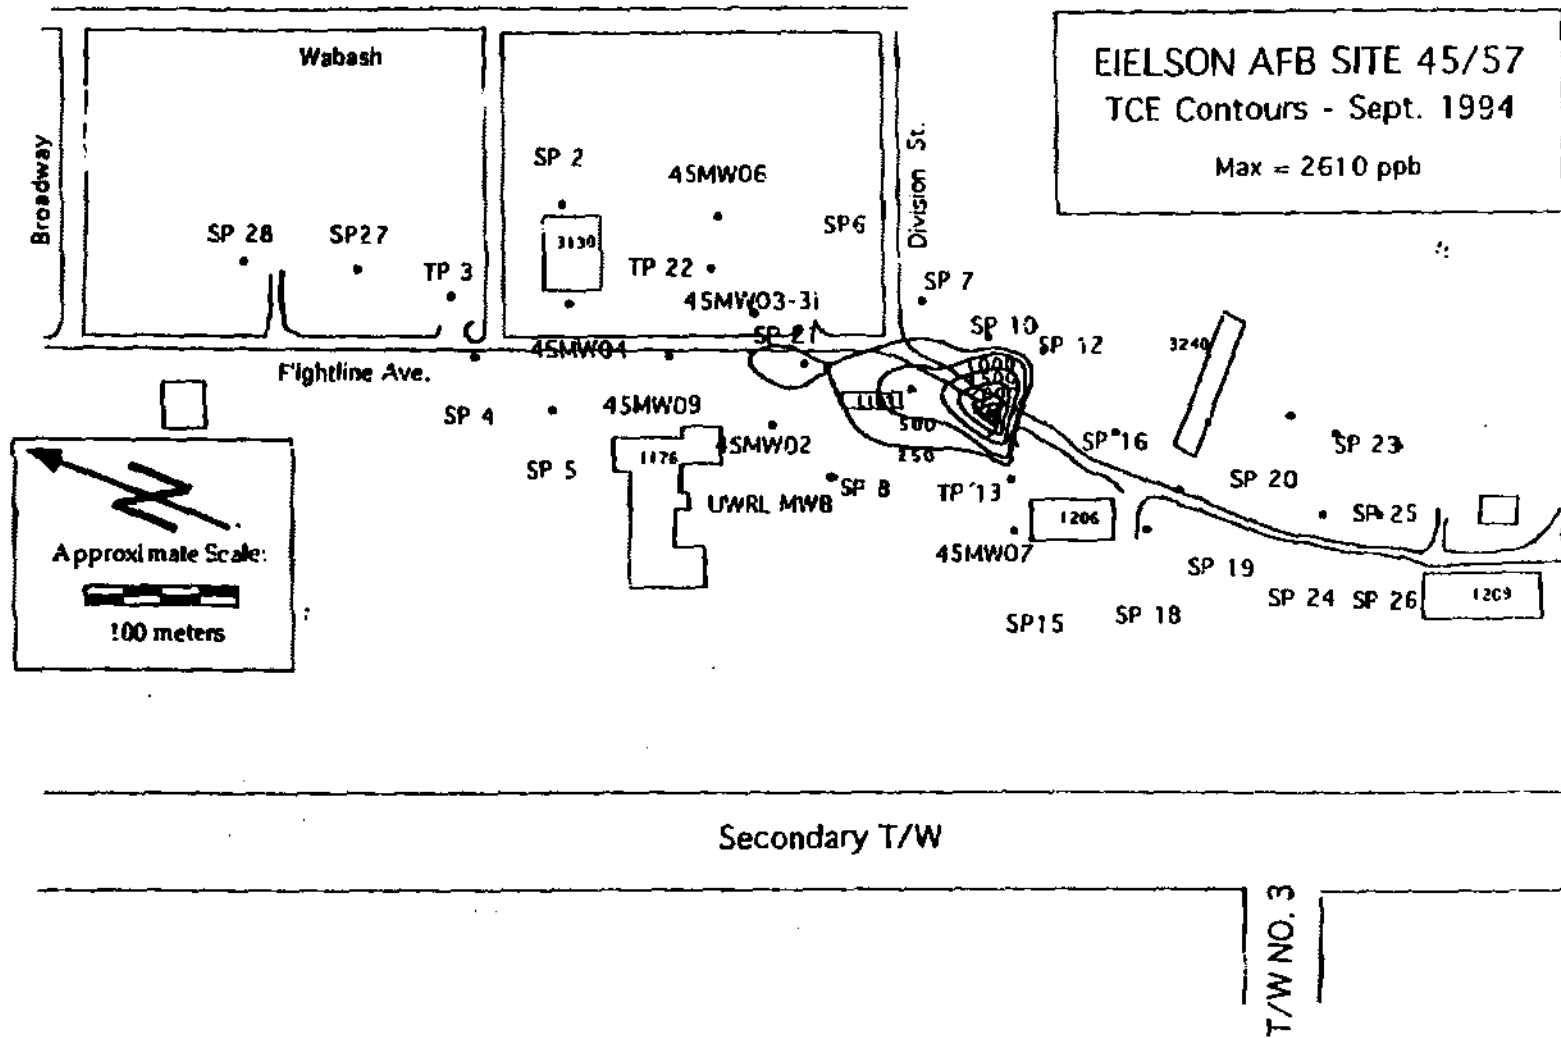 Wabash
EIELSON AFB SITE 45/57
TCE Contours - Sept. 1994
Max = 2610 ppb
Broadway
Division St.
SP 2
45MW06
SP6
SP 28
SP27
3130
TP 3
TP 22
SP 7
45MW03-3i
SP 10
SP 21
SP 12
3240
45MW04
Flightline Ave.
1000
1500
SP 4
45MW09
500
250
45MW02
SP 16
SP 23
SP 5
1176
UWRL MW8
SP 8
TP 13
SP 20
SP 25
N
1206
Approximate Scale:
100 meters
45MW07
SP 19
SP 24
SP 26
1209
SP15
SP 18
Secondary T/W
T/W NO. 3